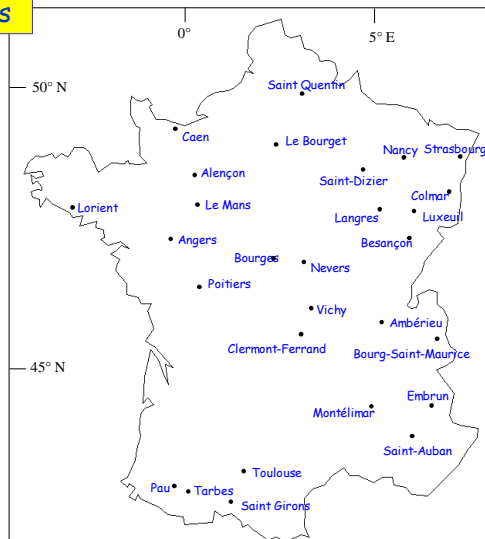 s
0° 5° E
50° N
Saint Quentin
Caen
Le Bourget
Nancy Strasbourg
Alençon
Saint-Dizier
Colmar
Lorient
Le Mans
Langres Luxeuil
Angers
Besançon
Bourges
Nevers
Poitiers
Vichy
Ambérieu
Clermont-Ferrand
Bourg-Saint-Maurice
45° N
Embrun
Montélimar
Saint-Auban
Toulouse
Pau Tarbes
Saint Girons